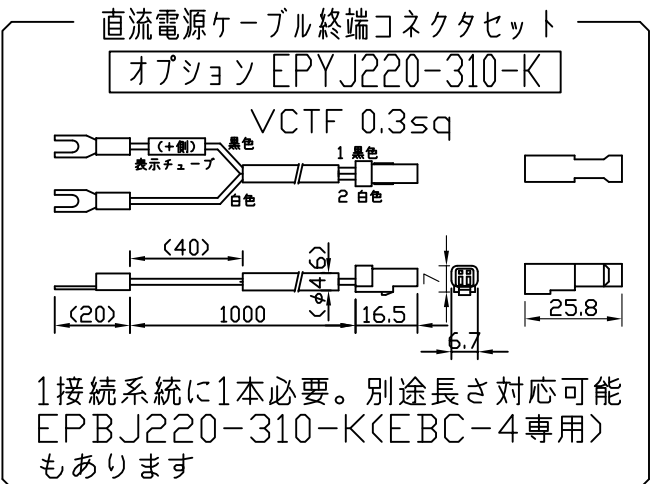 直流電源ケーブル終端コネクタセット
オプション EPYJ220-310-K
VCTF 0.3sq
(+側) 黒色
表示チューブ
白色
1 黒色
2 白色
(40)
(φ4.6)
7
(20)
1000
16.5
6.7
25.8
1接続系統に1本必要。別途長さ対応可能
EPBJ220-310-K(EBC-4専用)
もあります